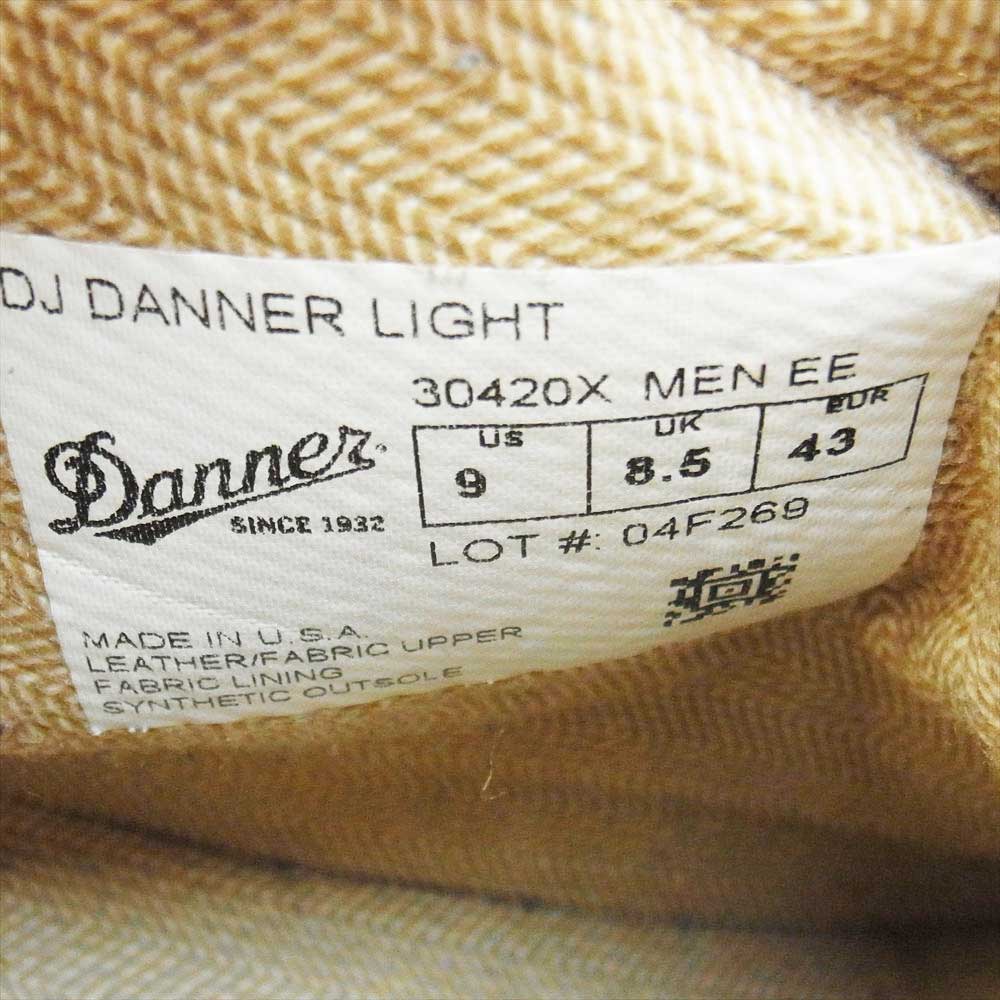 DJ DANNER LIGHT
30420X MEN EE
US UK EUR
9 8.5 43
LOT #: 04F269
Danner
SINCE 1932
MADE IN U.S.A.
LEATHER/FABRIC UPPER
FABRIC LINING
SYNTHETIC OUTSOLE